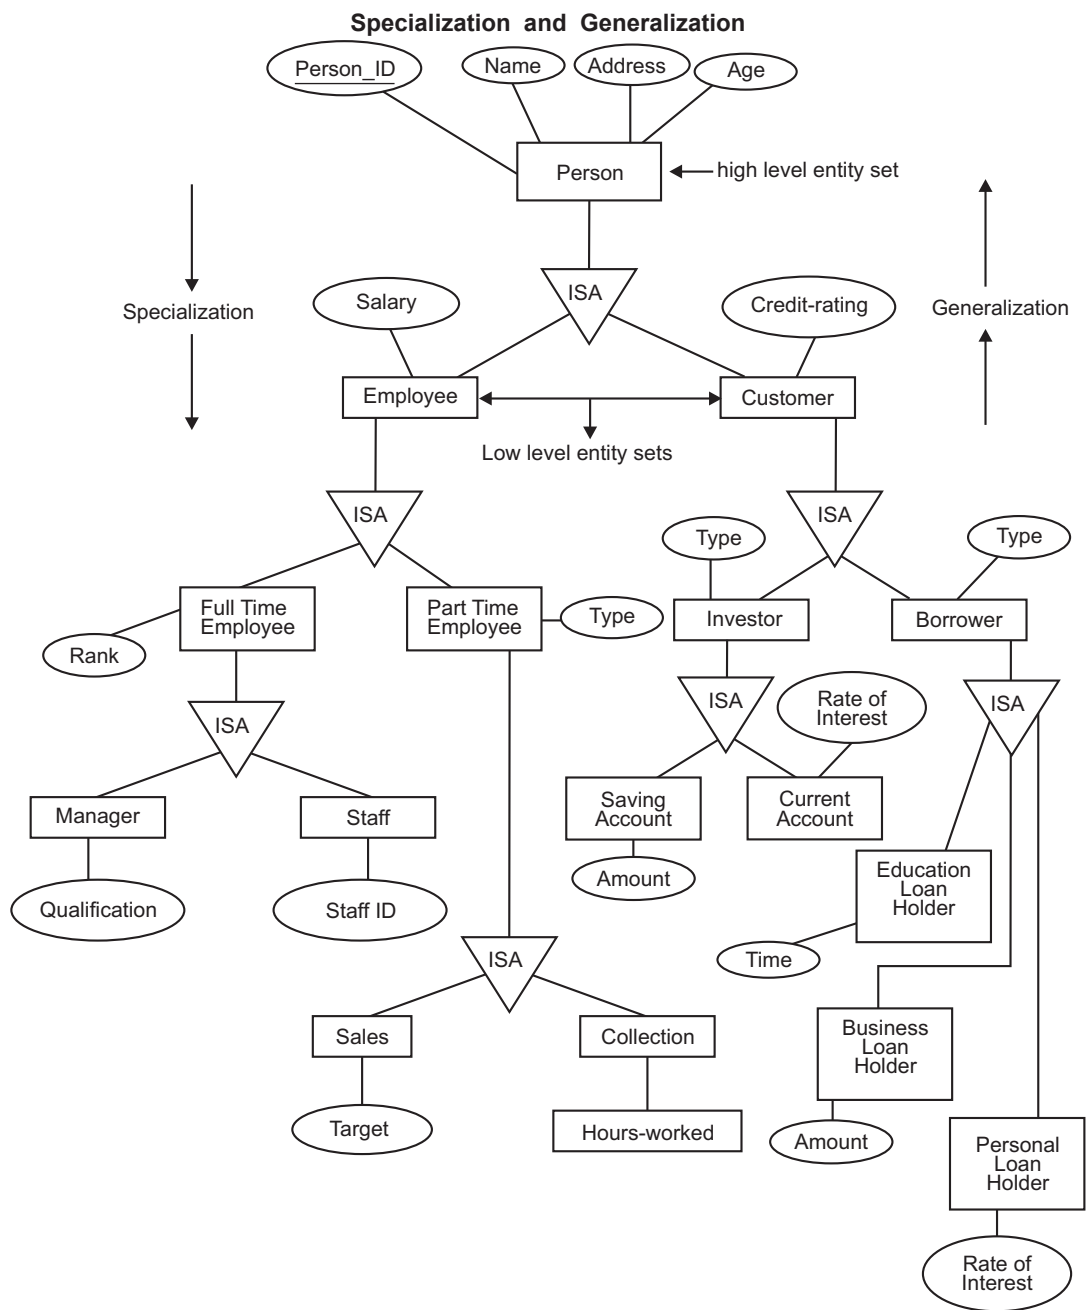 Specialization and Generalization
Person_ID
Name
Address
Age
Person
high level entity set
ISA
Salary
Credit-rating
Specialization
Generalization
Employee
Customer
Low level entity sets
ISA
ISA
Type
Type
Full Time
Employee
Part Time
Employee
Type
Investor
Borrower
Rank
ISA
ISA
Rate of
Interest
ISA
Manager
Staff
Saving
Account
Current
Account
Qualification
Staff ID
Amount
Education
Loan
Holder
ISA
Time
Sales
Collection
Business
Loan
Holder
Target
Hours-worked
Amount
Personal
Loan
Holder
Rate of
Interest